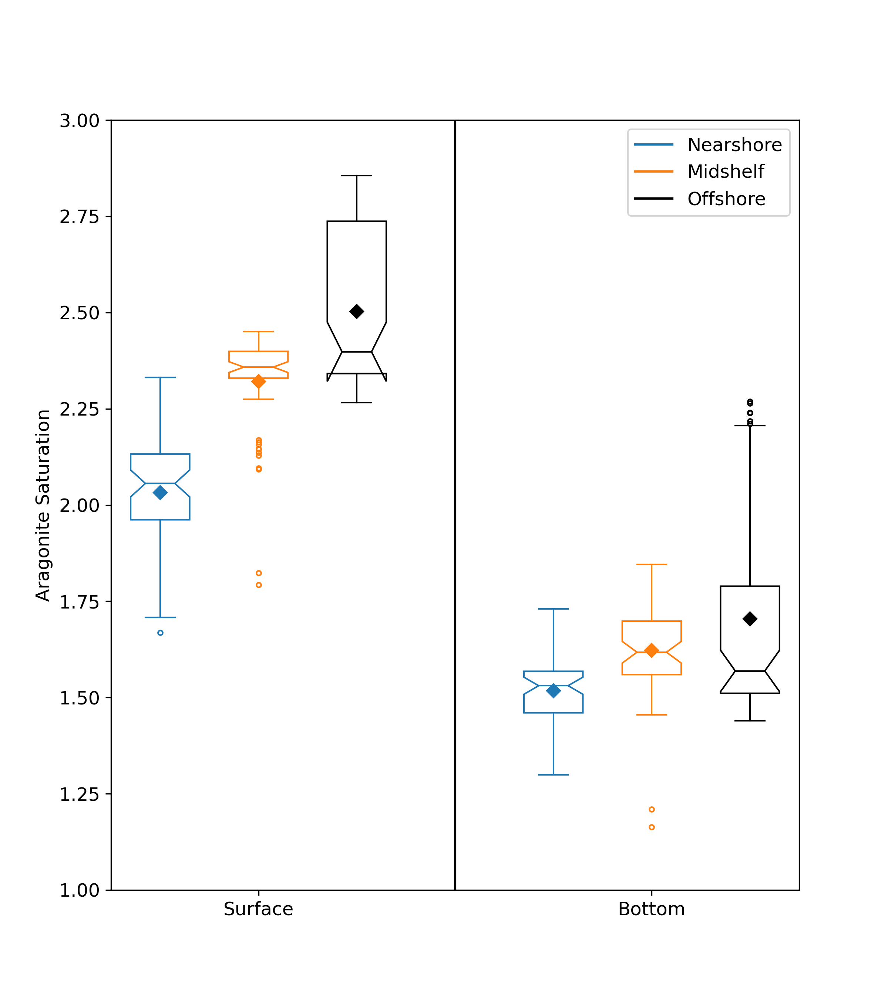 3.00
2.75
2.50
2.25
2.00
1.75
1.50
1.25
1.00
Aragonite Saturation
Nearshore
Midshelf
Offshore
Surface
Bottom